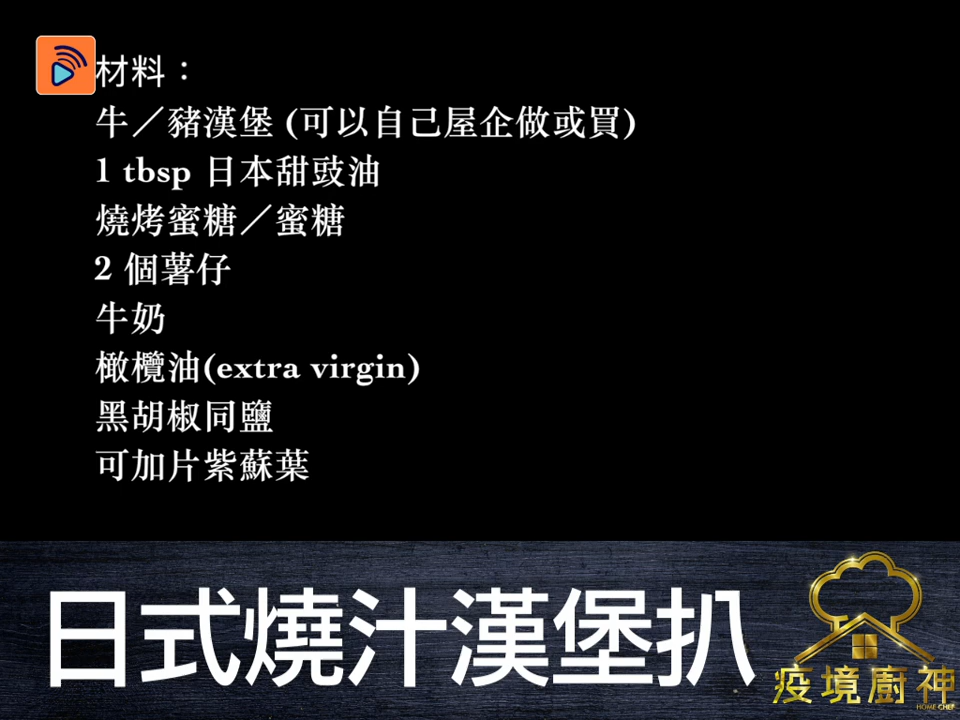 材料：
牛／豬漢堡 (可以自己屋企做或買)
1 tbsp 日本甜豉油
燒烤蜜糖／蜜糖
2 個薯仔
牛奶
橄欖油(extra virgin)
黑胡椒同鹽
可加片紫蘇葉
日式燒汁漢堡扒
疫境廚神
HOME CHEF